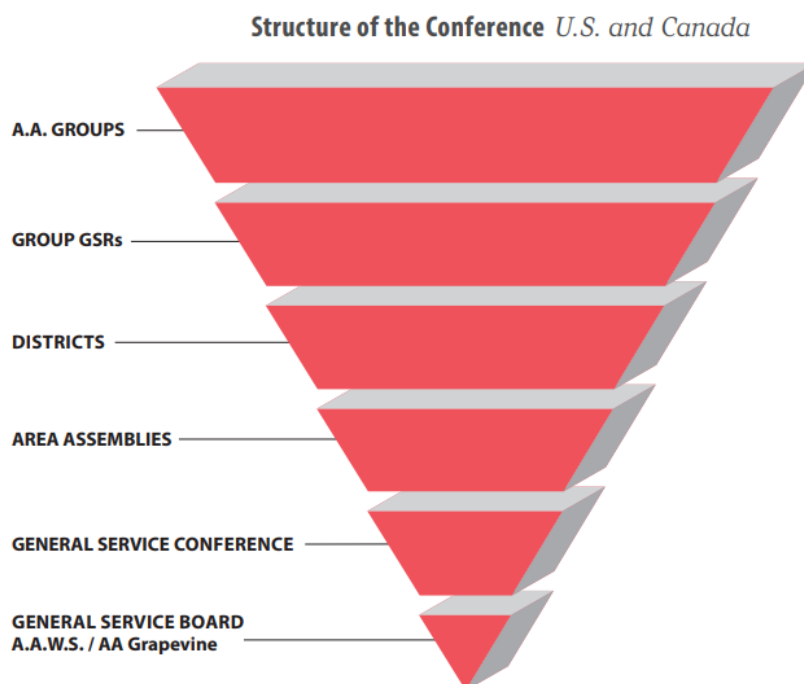 Structure of the Conference U.S. and Canada
A.A. GROUPS
GROUP GSRs
DISTRICTS
AREA ASSEMBLIES
GENERAL SERVICE CONFERENCE
GENERAL SERVICE BOARD
A.A.W.S. / AA Grapevine